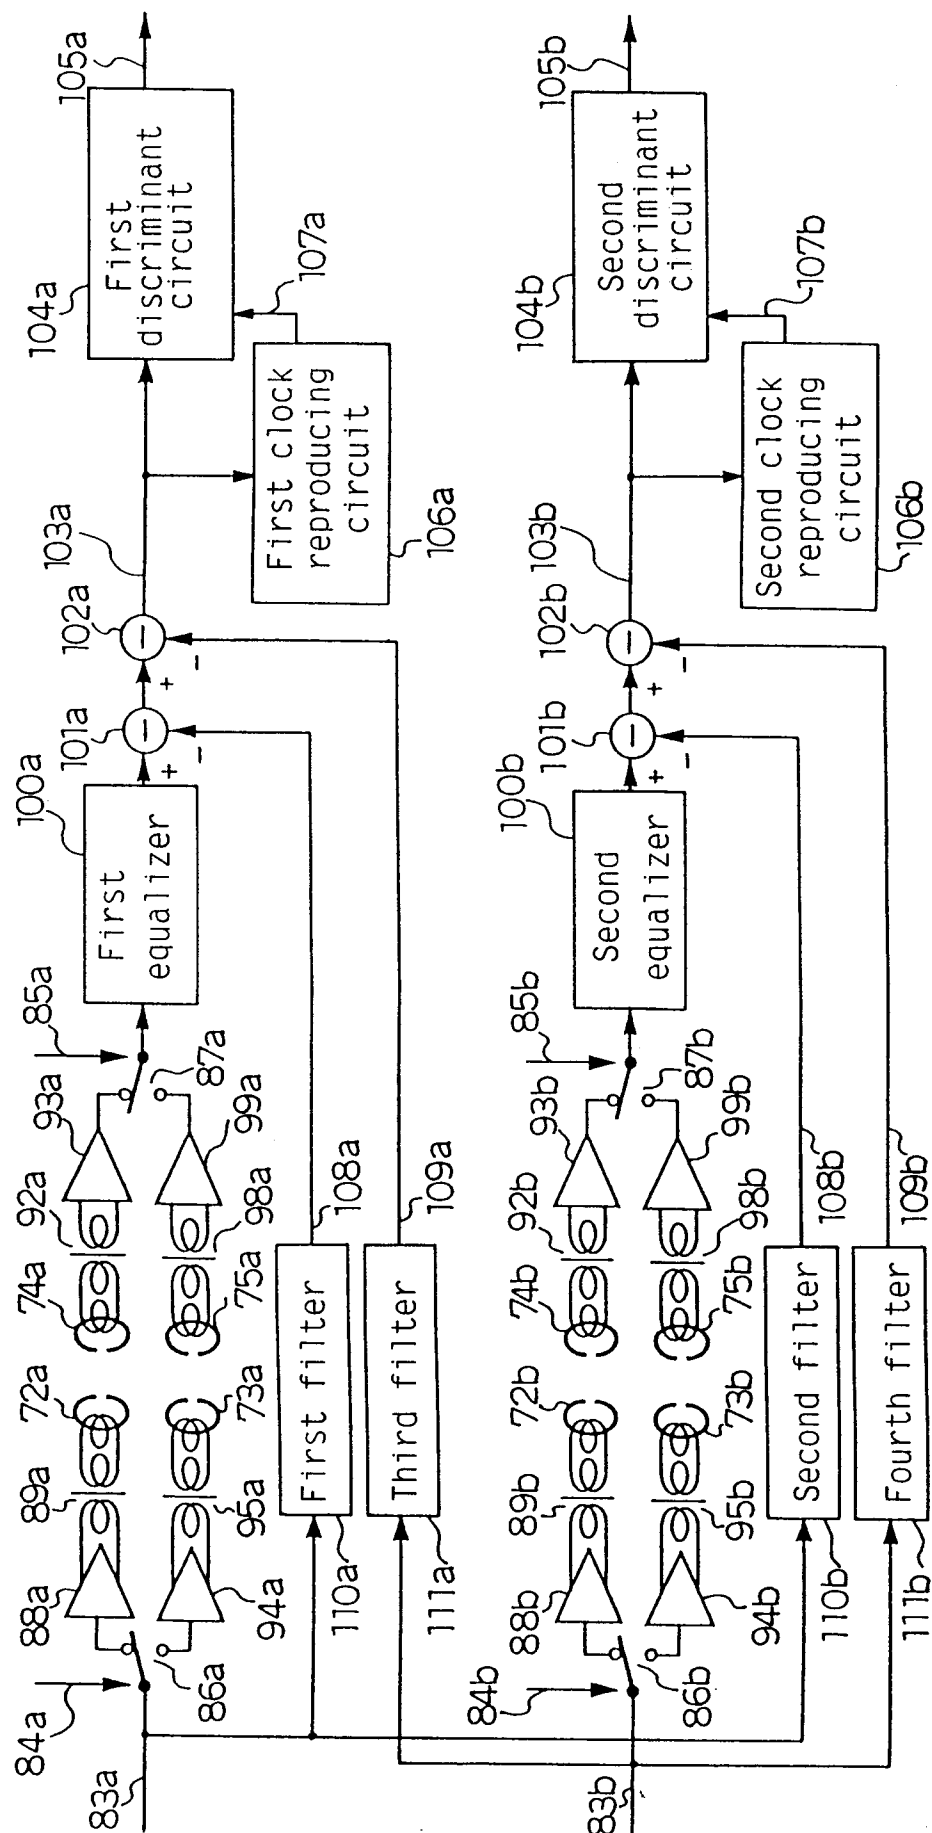 83a
84a
86a
88a
89a
72a
74a
92a
93a
85a
87a
94a
95a
73a
75a
98a
99a
First
equalizer
100a
101a
+
−
−
102a
+
−
−
103a
First
discriminant
circuit
104a
105a
First clock
reproducing
circuit
106a
107a
First filter
110a
108a
Third filter
111a
109a
83b
84b
86b
88b
89b
72b
74b
92b
93b
85b
87b
94b
95b
73b
75b
98b
99b
Second
equalizer
100b
101b
+
−
−
102b
+
−
−
103b
Second
discriminant
circuit
104b
105b
Second clock
reproducing
circuit
106b
107b
Second filter
110b
108b
Fourth filter
111b
109b